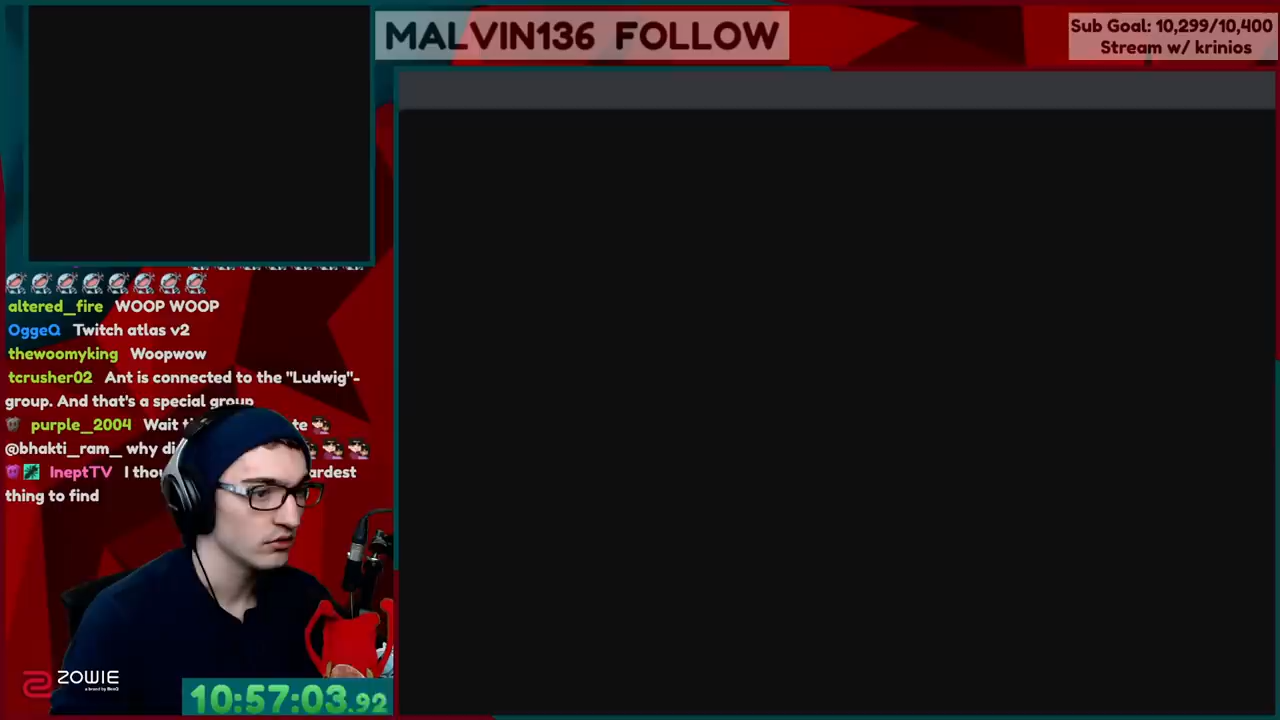 MALVIN136 FOLLOW
Sub Goal: 10,299/10,400
Stream w/ krinios
altered_fire WOOP WOOP
OggeQ Twitch atlas v2
thewoomyking Woopwow
tcrusher02 Ant is connected to the "Ludwig"-
group. And that's a special group
purple_2004 Wait te
@bhakti_ram_ why
IneptTV I ardest
thing to find
ZOWIE
10:57:03.92